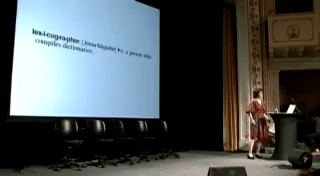 lex·i·cog·ra·pher n. a person who
compiles dictionaries.